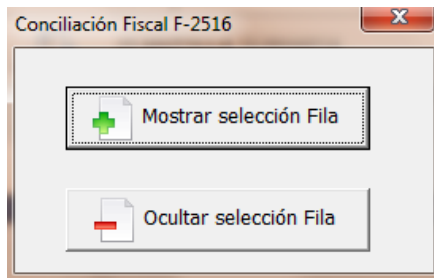 Conciliación Fiscal F-2516
Mostrar selección Fila
Ocultar selección Fila